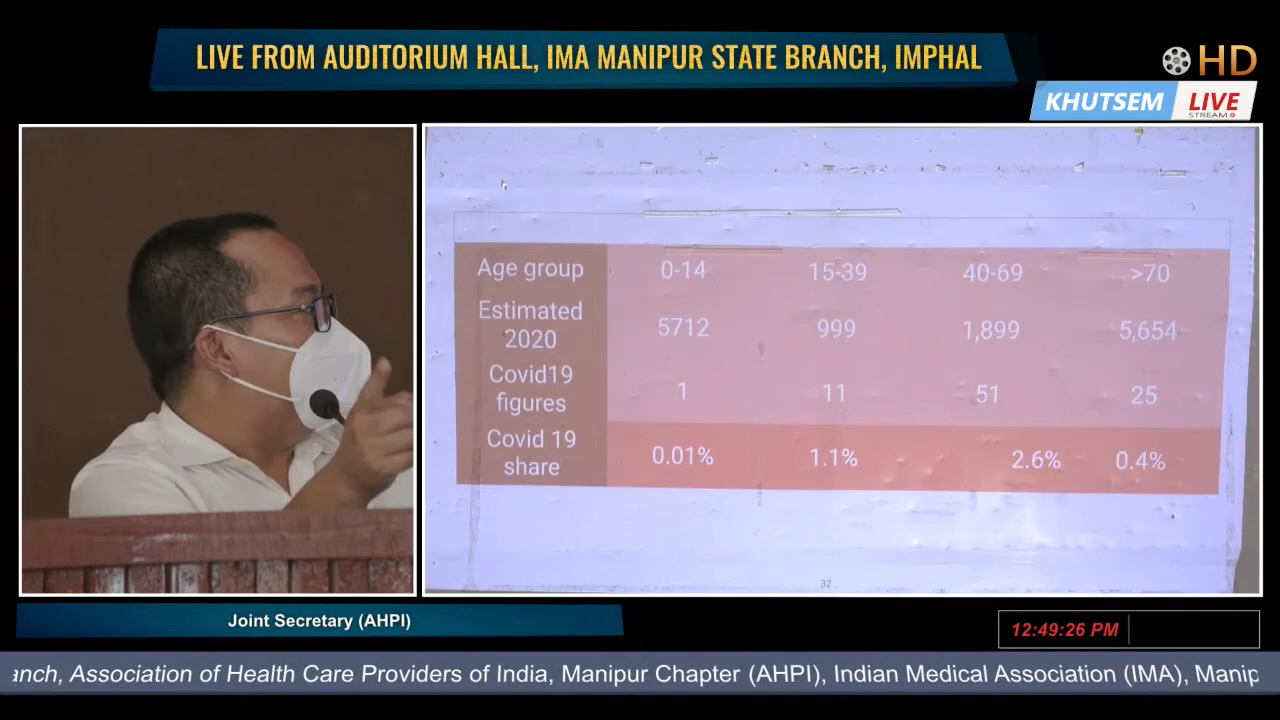 LIVE FROM AUDITORIUM HALL, IMA MANIPUR STATE BRANCH, IMPHAL
HD
KHUTSEM LIVE
STREAM
Age group 0-14 15-39 40-69 >70
Estimated 2020 5712 999 1,899 5,654
Covid19 figures 1 11 51 25
Covid 19 share 0.01% 1.1% 2.6% 0.4%
32
Joint Secretary (AHPI)
12:49:26 PM
anch, Association of Health Care Providers of India, Manipur Chapter (AHPI), Indian Medical Association (IMA), Manip